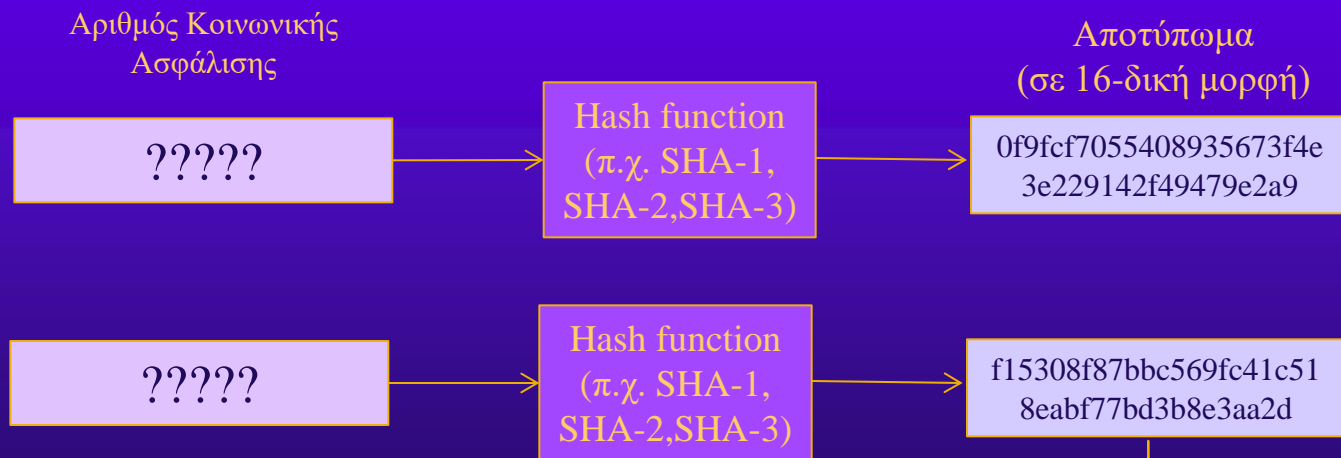 Αριθμός Κοινωνικής
Ασφάλισης
Αποτύπωμα
(σε 16-δική μορφή)
?????
Hash function
(π.χ. SHA-1,
SHA-2,SHA-3)
0f9fcf7055408935673f4e
3e229142f49479e2a9
?????
Hash function
(π.χ. SHA-1,
SHA-2,SHA-3)
f15308f87bbc569fc41c51
8eabf77bd3b8e3aa2d